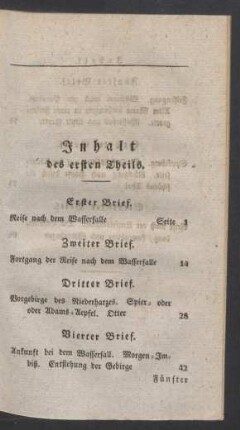 Inhalt
des ersten Theils.
Erster Brief.
Reise nach dem Wasserfalle Seite 1
Zweiter Brief.
Fortgang der Reise nach dem Wasserfalle 14
Dritter Brief.
Vorgebirge des Niederharzes. Spier- oder
oder Adams-Aepfel. Otter 28
Vierter Brief.
Ankunft bei dem Wasserfall. Morgen-Im-
biß. Entstehung der Gebirge 42
Fünfter